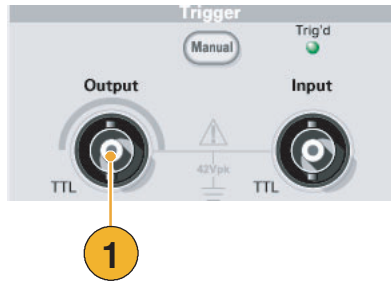 Trigger
Trig'd
Manual
Output
Input
42Vpk
TTL
TTL
1